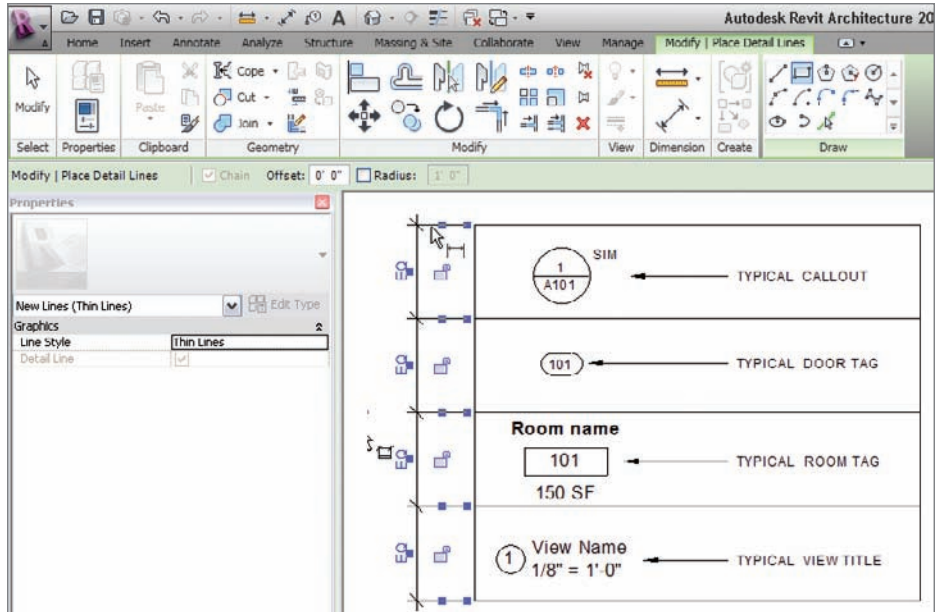 Autodesk Revit Architecture 20
Home Insert Annotate Analyze Structure Massing & Site Collaborate View Manage Modify | Place Detail Lines
Modify
Paste
Cope
Cut
Join
Select Properties Clipboard Geometry Modify View Dimension Create Draw
Modify | Place Detail Lines Chain Offset: 0' 0" Radius: 1' 0"
Properties
New Lines (Thin Lines) Edit Type
Graphics
Line Style Thin Lines
Detail Line
1
A101
SIM
TYPICAL CALLOUT
EQ
101
TYPICAL DOOR TAG
EQ
Room name
101
150 SF
TYPICAL ROOM TAG
EQ
1
View Name
1/8" = 1'-0"
TYPICAL VIEW TITLE
EQ